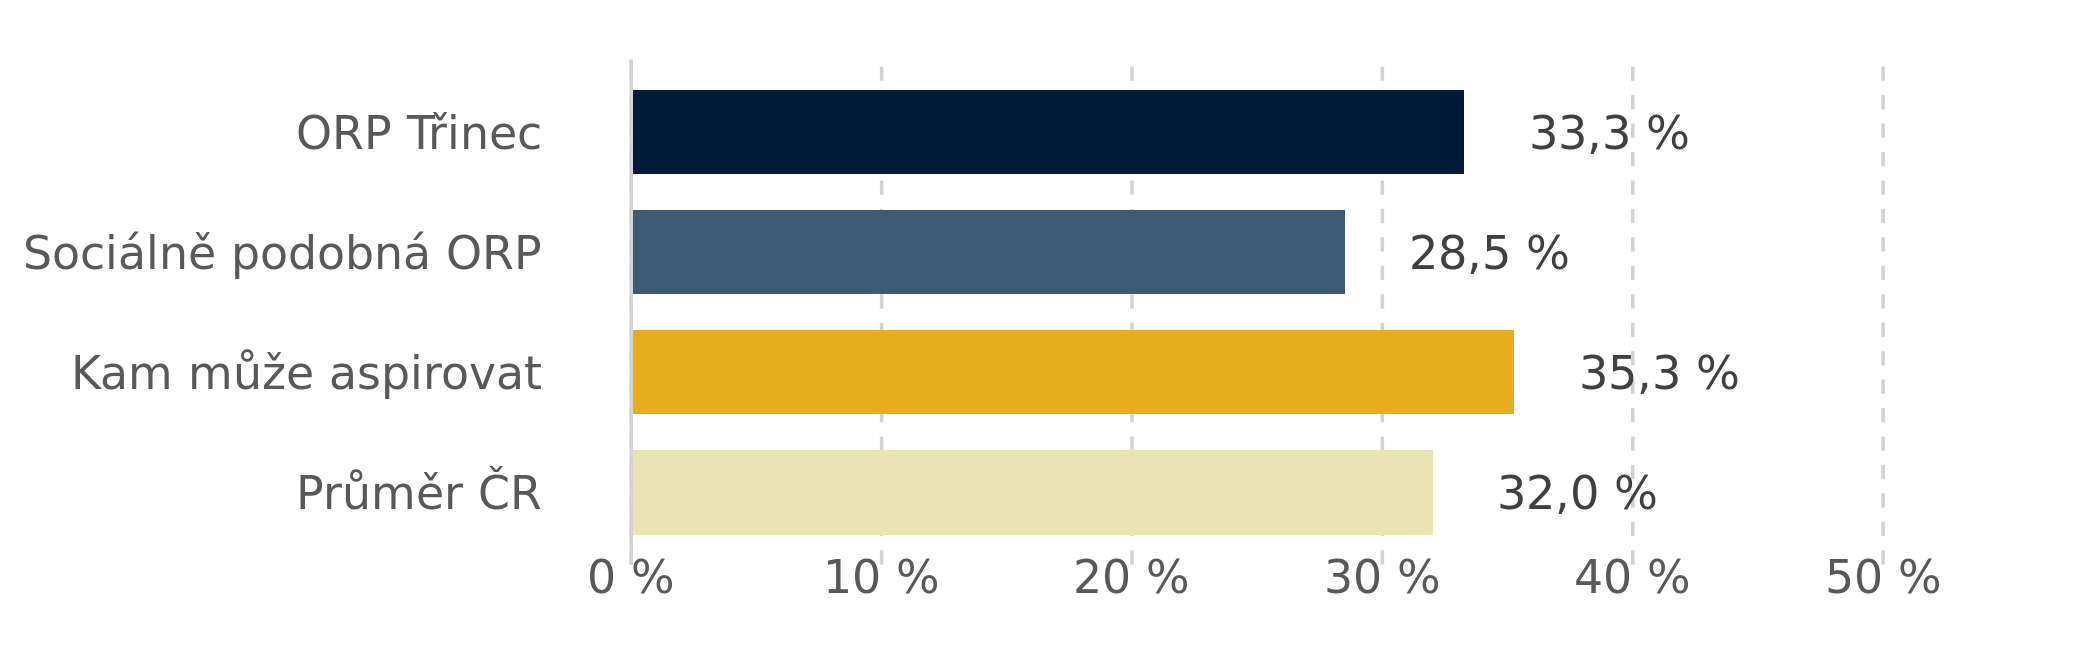 ORP Třinec 33,3 %
Sociálně podobná ORP 28,5 %
Kam může aspirovat 35,3 %
Průměr ČR 32,0 %
0 % 10 % 20 % 30 % 40 % 50 %